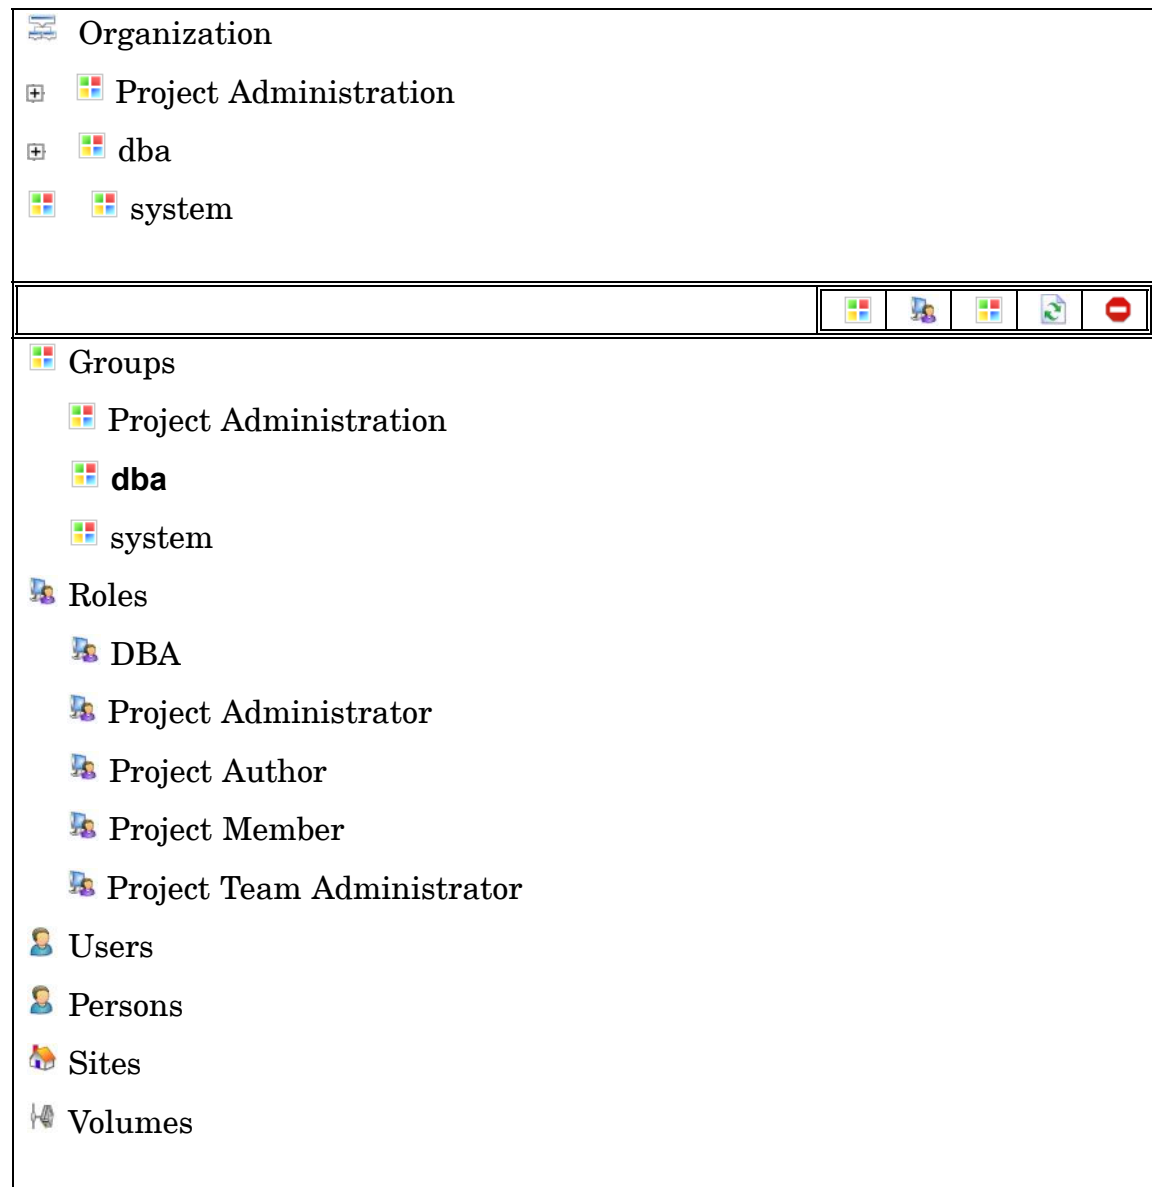 Organization
Project Administration
dba
system
Groups
Project Administration
dba
system
Roles
DBA
Project Administrator
Project Author
Project Member
Project Team Administrator
Users
Persons
Sites
Volumes